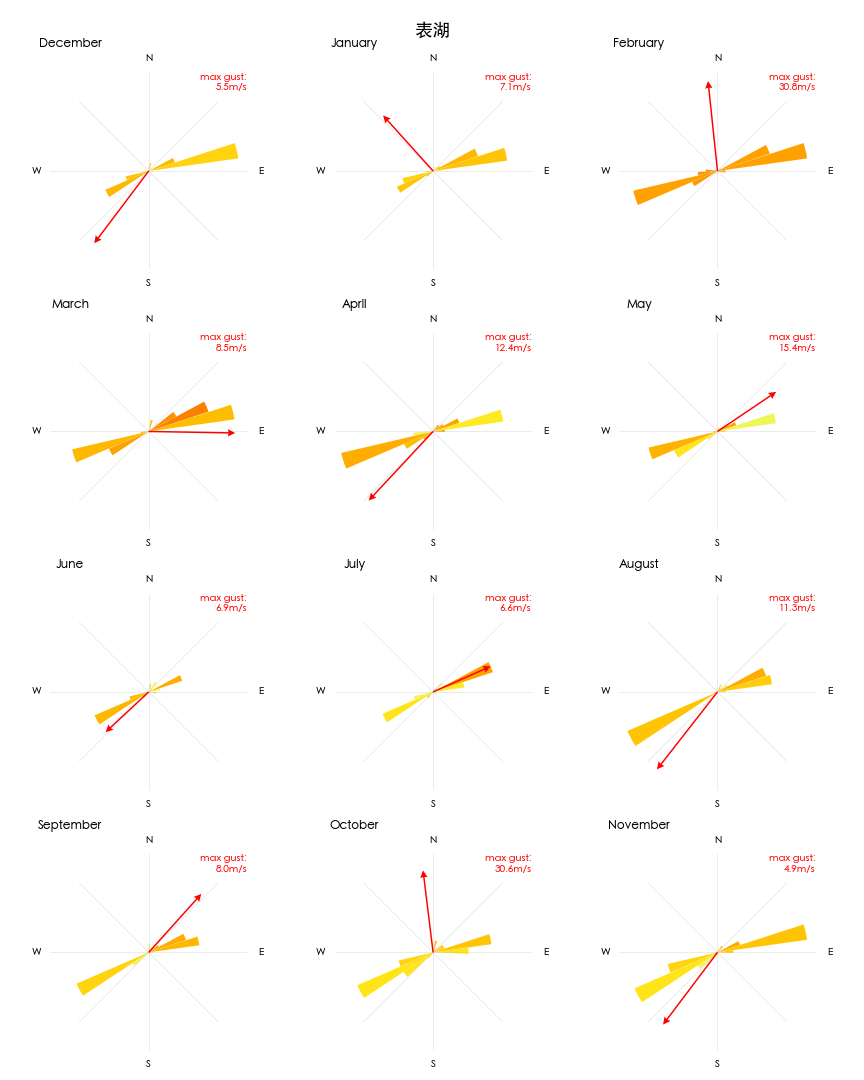 表湖
December
January
February
N
N
N
max gust:
5.5m/s
max gust:
7.1m/s
max gust:
30.8m/s
W
E
W
E
W
E
S
S
S
March
April
May
N
N
N
max gust:
8.5m/s
max gust:
12.4m/s
max gust:
15.4m/s
W
E
W
E
W
E
S
S
S
June
July
August
N
N
N
max gust:
6.9m/s
max gust:
6.6m/s
max gust:
11.3m/s
W
E
W
E
W
E
S
S
S
September
October
November
N
N
N
max gust:
8.0m/s
max gust:
30.6m/s
max gust:
4.9m/s
W
E
W
E
W
E
S
S
S